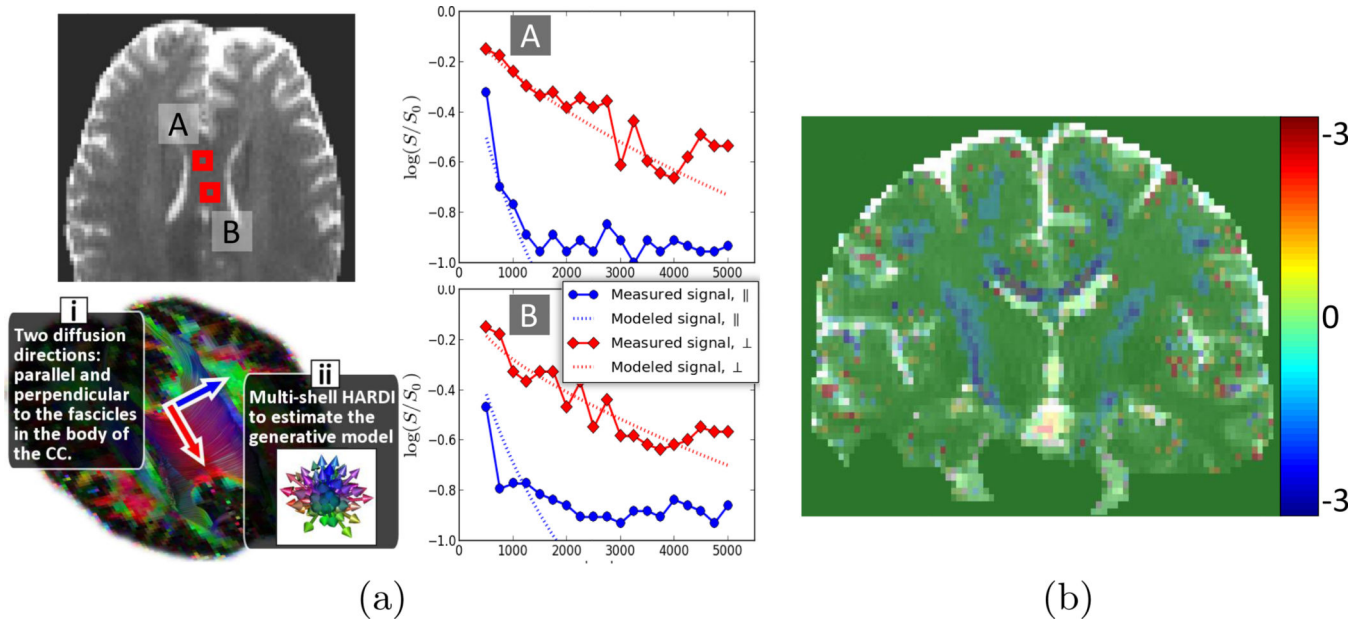 A
B
i
Two diffusion
directions:
parallel and
perpendicular
to the fascicles
in the body of
the CC.
ii
Multi-shell HARDI
to estimate the
generative model
A
log(S/S₀)
0.0
−0.2
−0.4
−0.6
−0.8
−1.0
0 1000 2000 3000 4000 5000
B
log(S/S₀)
0.0
−0.2
−0.4
−0.6
−0.8
−1.0
0 1000 2000 3000 4000 5000
Measured signal, ∥
Modeled signal, ∥
Measured signal, ⊥
Modeled signal, ⊥
(a)
-3
0
-3
(b)